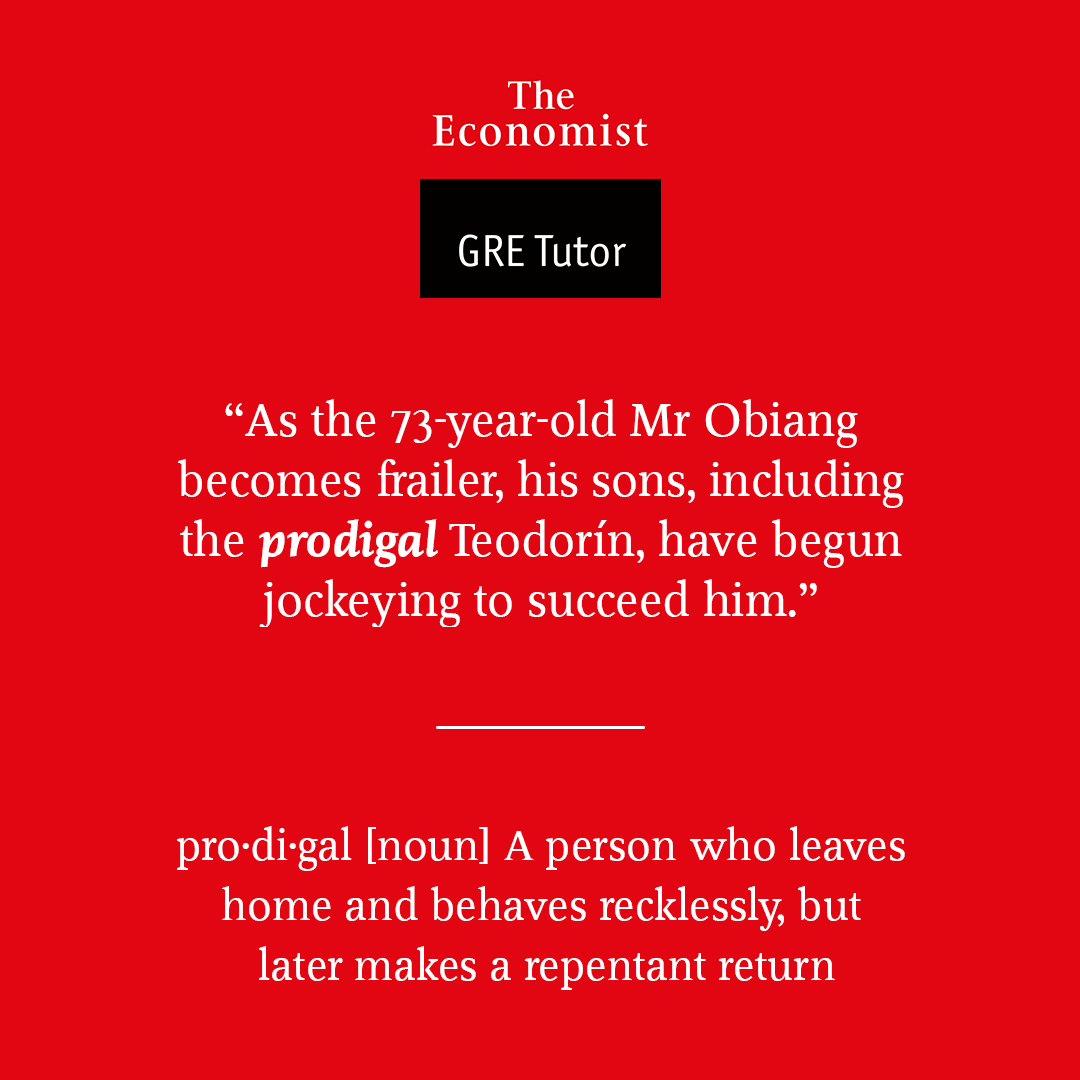 The
Economist
GRE Tutor
“As the 73-year-old Mr Obiang
becomes frailer, his sons, including
the prodigal Teodorín, have begun
jockeying to succeed him.”
pro·di·gal [noun] A person who leaves
home and behaves recklessly, but
later makes a repentant return